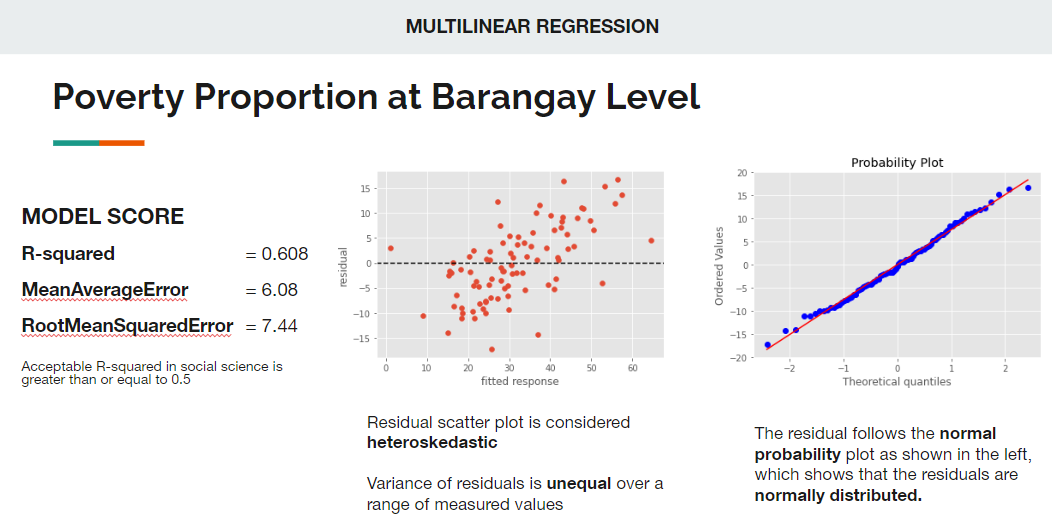 MULTILINEAR REGRESSION
Poverty Proportion at Barangay Level
MODEL SCORE
R-squared = 0.608
MeanAverageError = 6.08
RootMeanSquaredError = 7.44
Acceptable R-squared in social science is
greater than or equal to 0.5
residual
15
10
5
0
−5
−10
−15
0 10 20 30 40 50 60
fitted response
Residual scatter plot is considered
heteroskedastic
Variance of residuals is unequal over a
range of measured values
Probability Plot
Ordered Values
20
15
10
5
0
−5
−10
−15
−20
−2 −1 0 1 2
Theoretical quantiles
The residual follows the normal
probability plot as shown in the left,
which shows that the residuals are
normally distributed.